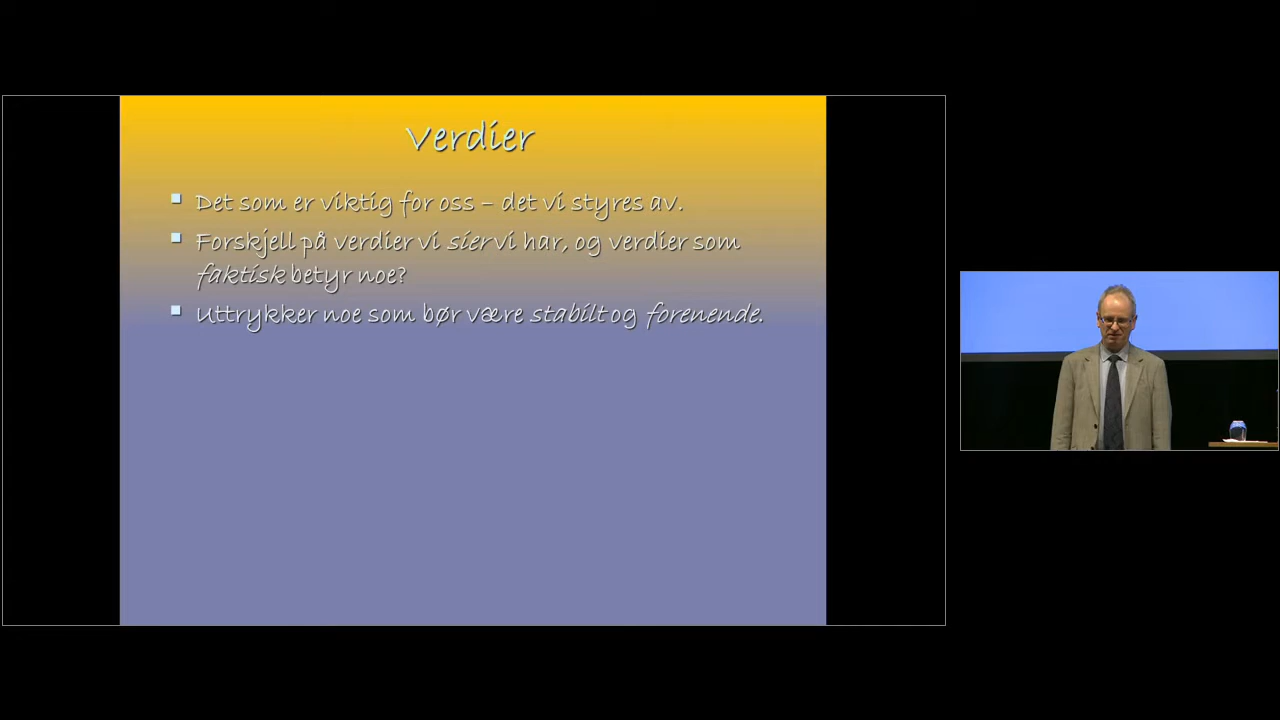 Verdier
Det som er viktig for oss – det vi styres av.
Forskjell på verdier vi sier vi har, og verdier som
faktisk betyr noe?
Uttrykker noe som bør være stabilt og forenende.